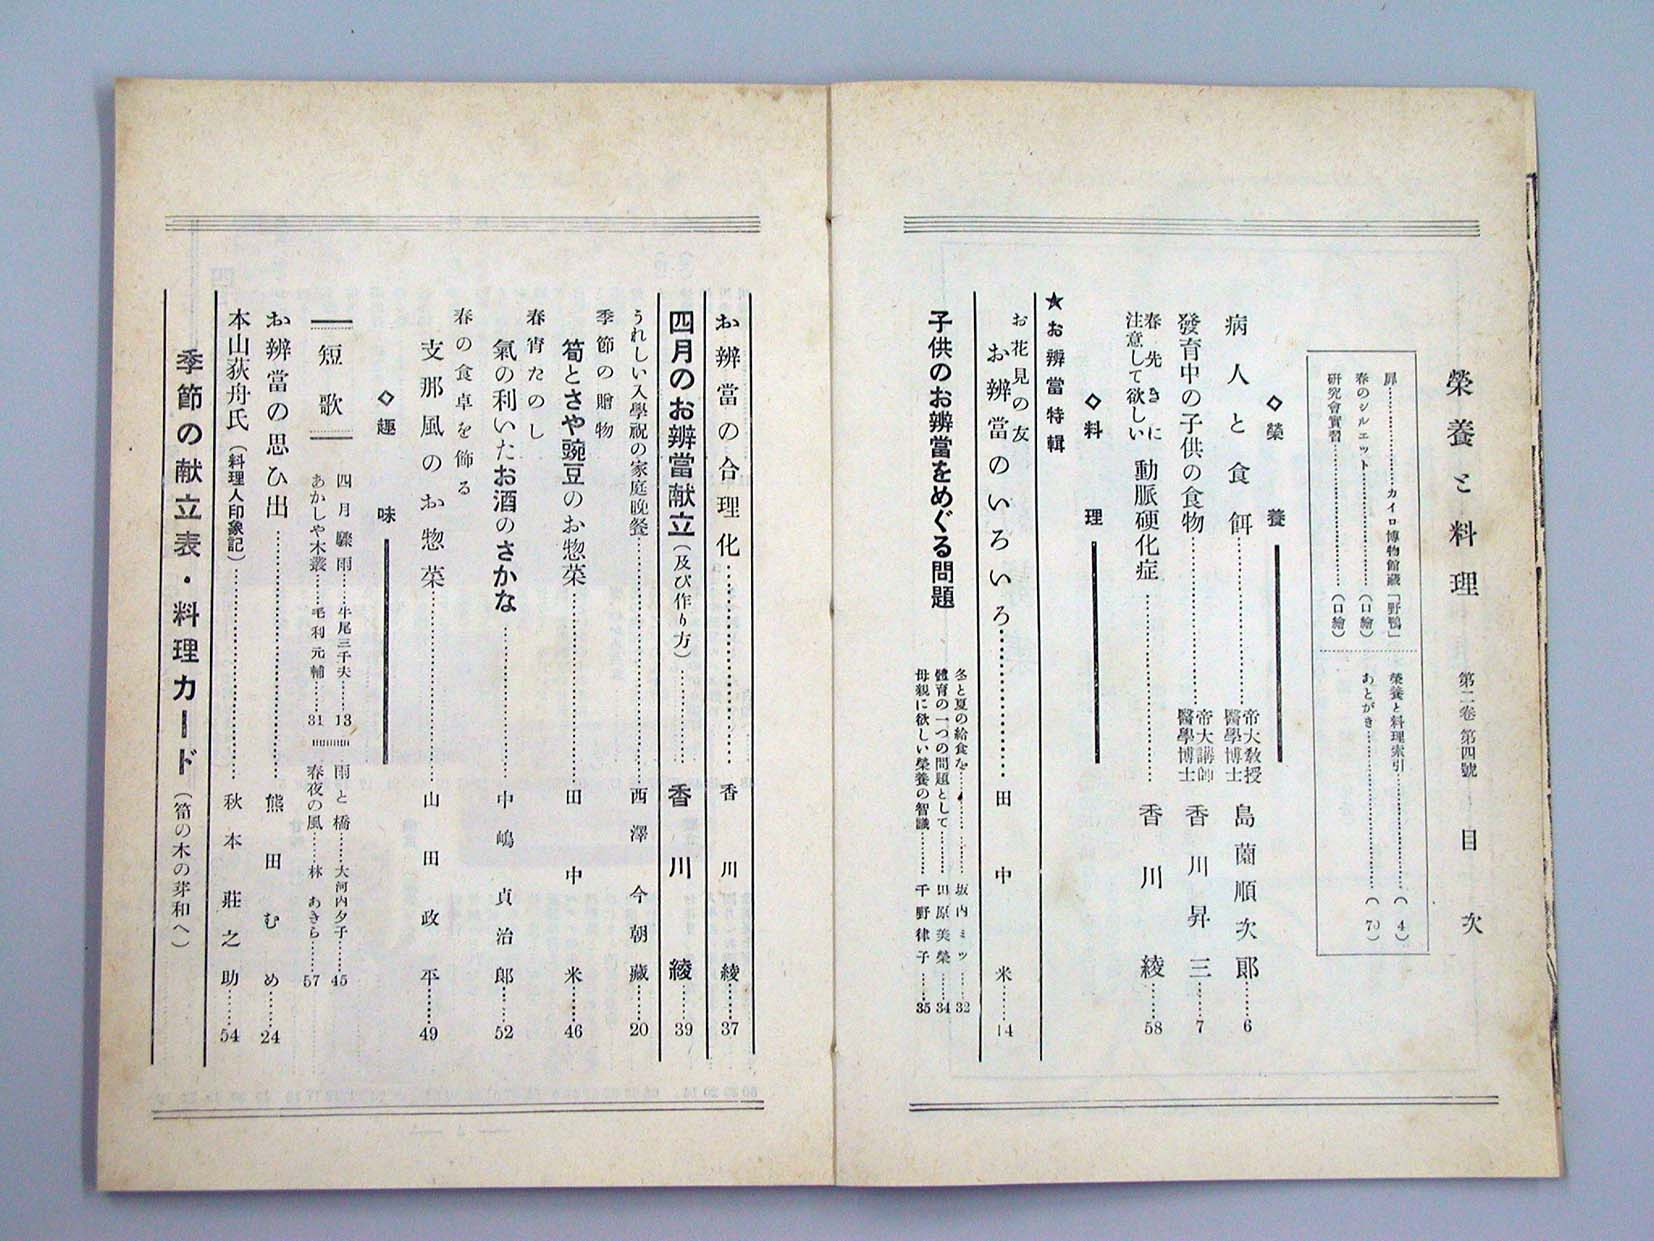 榮養と料理 第二卷第四號 目次
扉……カイロ博物館藏「野鴨」
春のシルエット……(口繪)
研究會實習……(口繪)
榮養と料理索引……( 4)
あとがき……( 70)
◇榮養
病人と食餌……帝大教授 醫學博士 島薗順次郎……6
發育中の子供の食物……帝大講師 醫學博士 香川昇三……7
春先きに注意して欲しい 動脈硬化症……香川綾……58
◇料理
★お辨當特輯
お花見の友
お辨當のいろいろ……田中米……14
子供のお辨當をめぐる問題
冬と夏の給食を……坂内ミツ……32
體育の一つの問題として……田原美榮……34
母親に欲しい榮養の智識……千野律子……35
お辨當の合理化……香川綾……37
四月のお辨當献立(及び作り方)……香川綾……39
うれしい入學祝の家庭晩餐……西澤今朝藏……20
季節の贈物
筍とさや豌豆のお惣菜……田中米……46
春宵たのし
氣の利いたお酒のさかな……中嶋貞治郎……52
春の食卓を飾る
支那風のお惣菜……山田政平……49
◇趣味
短歌
四月驟雨……牛尾三千夫……13
あかしや木叢……毛利元輔……31
雨と橋……大河内夕子……45
春夜の風……林あきら……57
お辨當の思ひ出……熊田むめ……24
本山荻舟氏(料理人印象記)……秋本莊之助……54
季節の献立表・料理カード(筍の木の芽和へ)